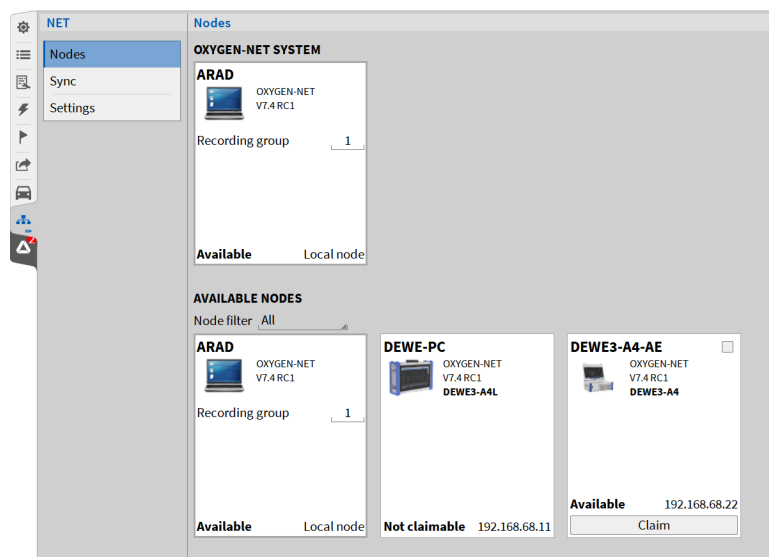 NET
Nodes
Sync
Settings
Nodes
OXYGEN-NET SYSTEM
ARAD
OXYGEN-NET
V7.4 RC1
Recording group 1
Available Local node
AVAILABLE NODES
Node filter All
ARAD
OXYGEN-NET
V7.4 RC1
Recording group 1
Available Local node
DEWE-PC
OXYGEN-NET
V7.4 RC1
DEWE3-A4L
Not claimable 192.168.68.11
DEWE3-A4-AE
OXYGEN-NET
V7.4 RC1
DEWE3-A4
Available 192.168.68.22
Claim